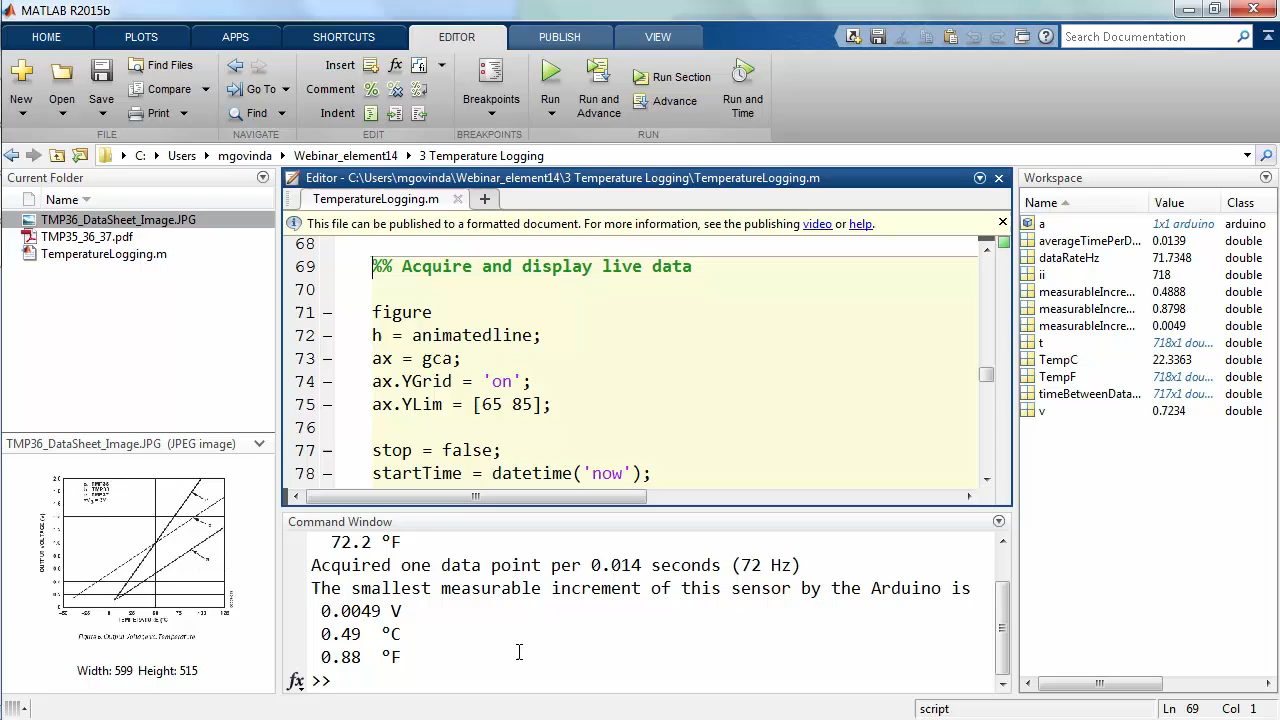 MATLAB R2015b
HOME PLOTS APPS SHORTCUTS EDITOR PUBLISH VIEW Search Documentation
New Open Save Find Files Compare Print
Go To Find
Insert fx Comment Indent
Breakpoints
Run Run and Advance Run Section Advance Run and Time
FILE NAVIGATE EDIT BREAKPOINTS RUN
C: Users mgovinda Webinar_element14 3 Temperature Logging
Current Folder
Name
TMP36_DataSheet_Image.JPG
TMP35_36_37.pdf
TemperatureLogging.m
TMP36_DataSheet_Image.JPG (JPEG image)
OUTPUT VOLTAGE (V)
TEMPERATURE (°C)
Width: 599 Height: 515
Editor - C:\Users\mgovinda\Webinar_element14\3 Temperature Logging\TemperatureLogging.m
TemperatureLogging.m
This file can be published to a formatted document. For more information, see the publishing video or help.
68
69 %% Acquire and display live data
70
71 – figure
72 – h = animatedline;
73 – ax = gca;
74 – ax.YGrid = 'on';
75 – ax.YLim = [65 85];
76
77 – stop = false;
78 – startTime = datetime('now');
Command Window
72.2 °F
Acquired one data point per 0.014 seconds (72 Hz)
The smallest measurable increment of this sensor by the Arduino is
0.0049 V
0.49 °C
0.88 °F
fx >>
Workspace
Name Value Class
a 1x1 arduino arduino
averageTimePerD... 0.0139 double
dataRateHz 71.7348 double
ii 718 double
measurableIncre... 0.4888 double
measurableIncre... 0.8798 double
measurableIncre... 0.0049 double
t 718x1 dou... double
TempC 22.3363 double
TempF 718x1 dou... double
timeBetweenData... 717x1 dou... double
v 0.7234 double
script Ln 69 Col 1